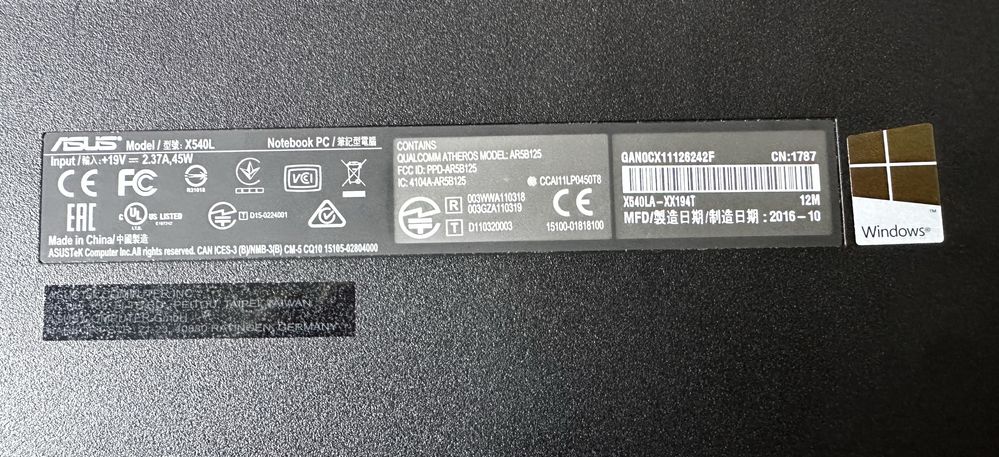 ASUS Model / 型號: X540L Notebook PC / 筆記型電腦
Input / 輸入: +19V ⎓ 2.37A,45W
CE FC R21018 VCI
EAC C UL US LISTED T D15-0224001
Made in China/ 中國製造
ASUSTeK Computer Inc.All rights reserved. CAN ICES-3 (B)/NMB-3(B) CM-5 CQ10 15105-02804000
CONTAINS
QUALCOMM ATHEROS MODEL: AR5B125
FCC ID: PPD-AR5B125
IC: 4104A-AR5B125 CCAI11LP0450T8
R 003WWA110318
003GZA110319 CE
T D110320003 15100-01818100
GAN0CX11126242F CN:1787
X540LA-XX194T 12M
MFD/製造日期/制造日期 : 2016-10
Windows®
PEITOU, TAIPEI, TAIWAN
40880 RATINGEN, GERMANY